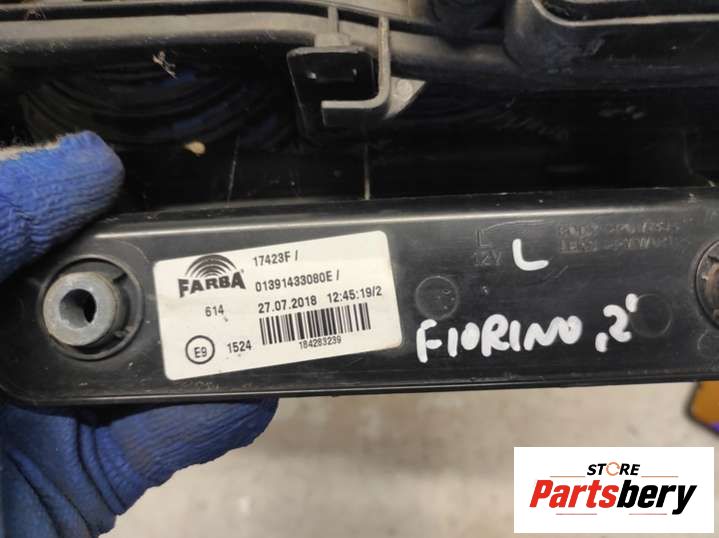 FARBA
17423F /
01391433080E /
614
27.07.2018 12:45:19/2
E9
1524
184283239
L
12V
L
FIORINO, 2'
STORE
Partsbery